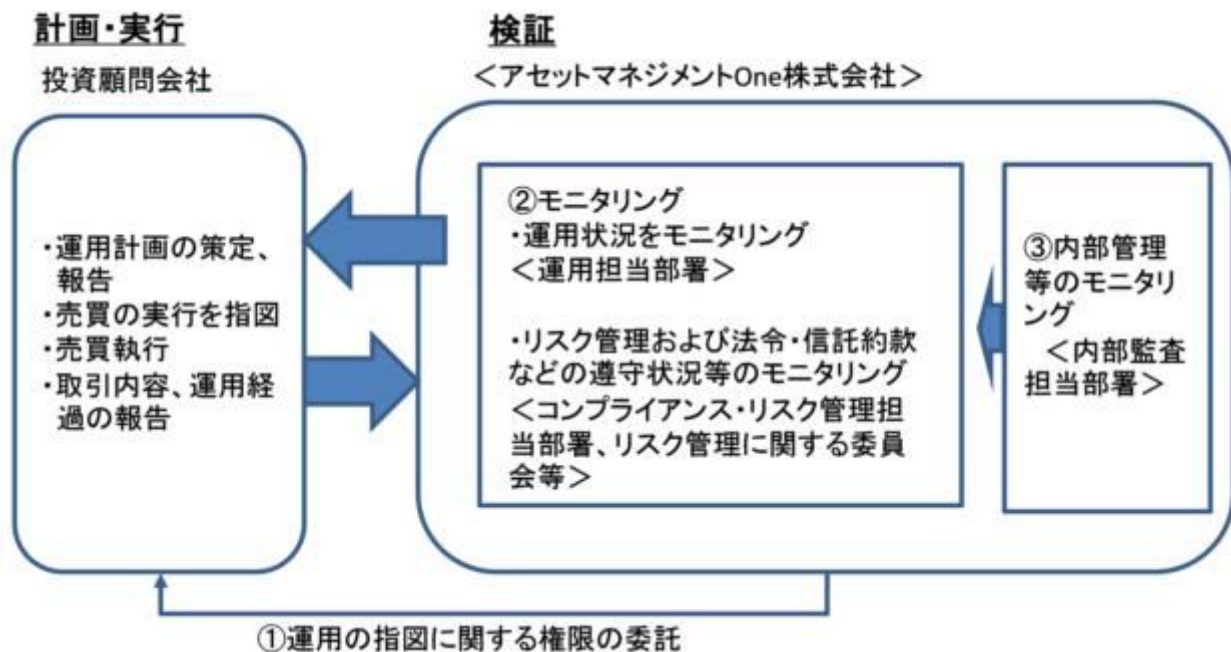 計画・実行
投資顧問会社
・運用計画の策定、
報告
・売買の実行を指図
・売買執行
・取引内容、運用経
過の報告
検証
＜アセットマネジメントOne株式会社＞
②モニタリング
・運用状況をモニタリング
＜運用担当部署＞
・リスク管理および法令・信託約款
などの遵守状況等のモニタリング
＜コンプライアンス・リスク管理担
当部署、リスク管理に関する委員
会等＞
③内部管理
等のモニタリ
ング
＜内部監査
担当部署＞
①運用の指図に関する権限の委託